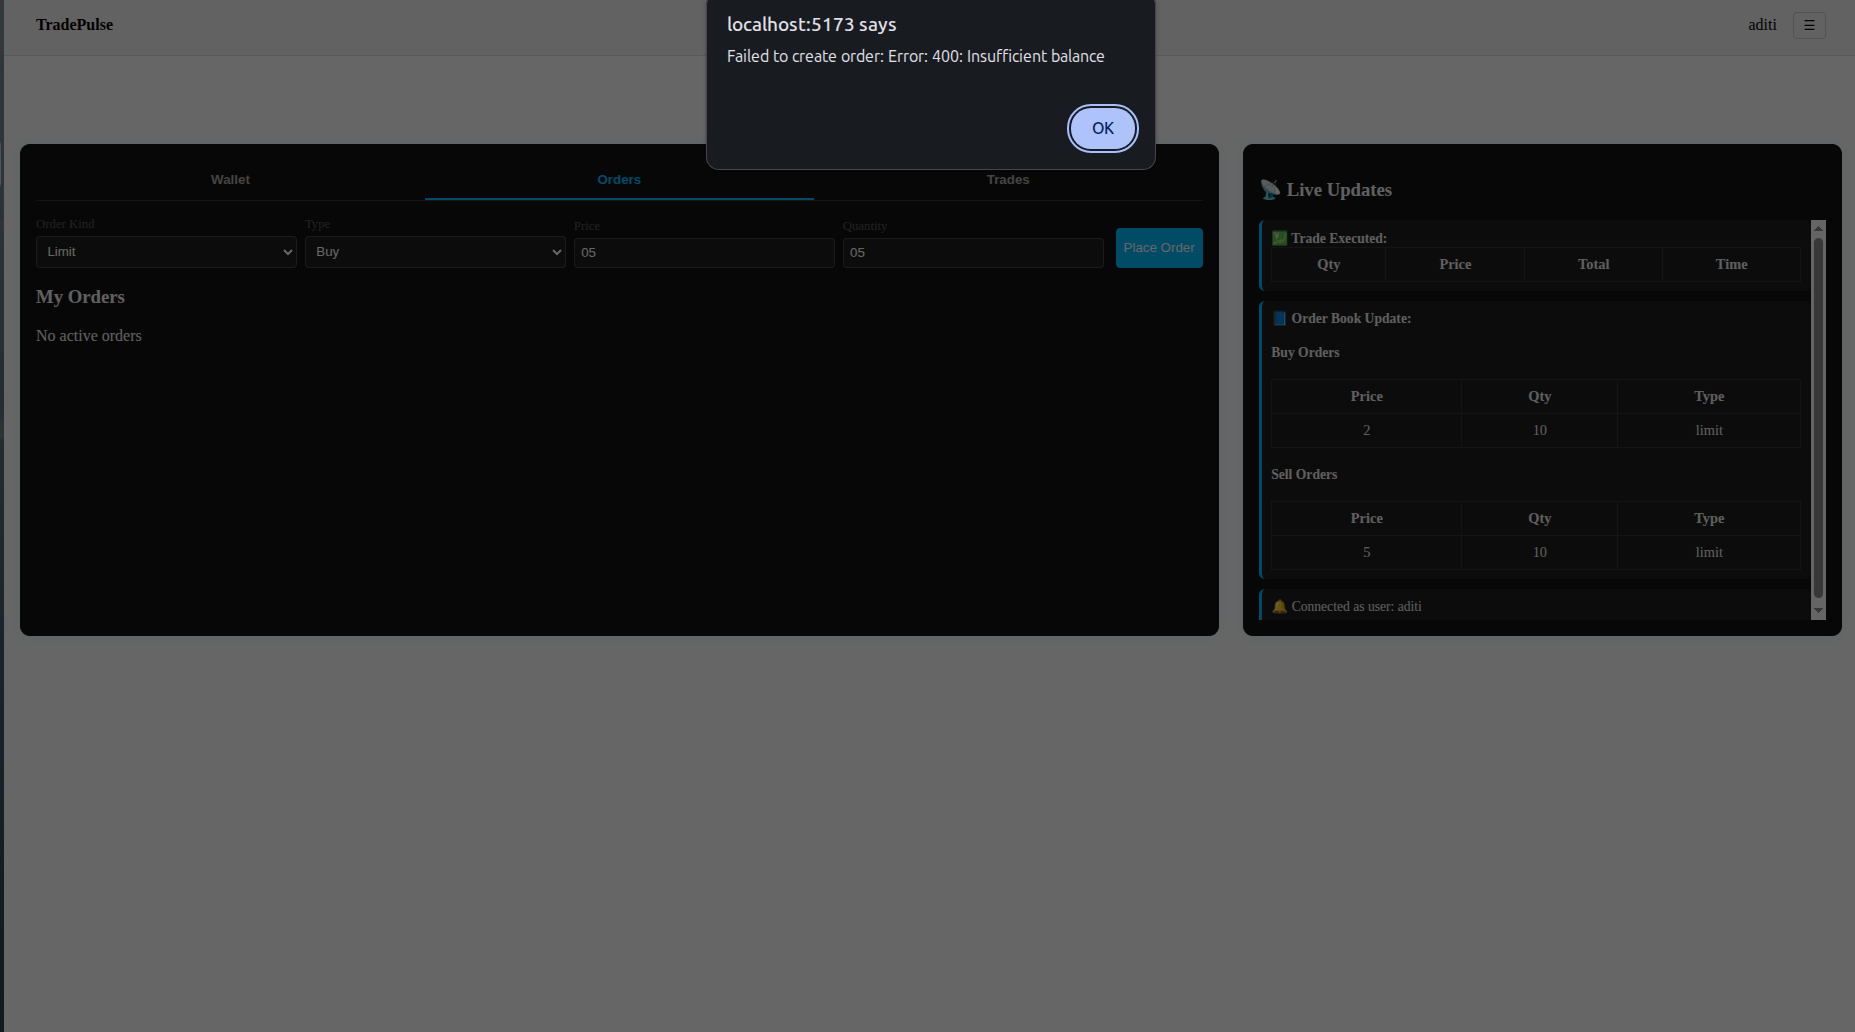 TradePulse
aditi ☰
localhost:5173 says
Failed to create order: Error: 400: Insufficient balance
OK
Wallet Orders Trades
Order Kind Type Price Quantity
Limit Buy 05 05 Place Order
My Orders
No active orders
📡 Live Updates
💹 Trade Executed:
Qty Price Total Time
📘 Order Book Update:
Buy Orders
Price Qty Type
2 10 limit
Sell Orders
Price Qty Type
5 10 limit
🔔 Connected as user: aditi